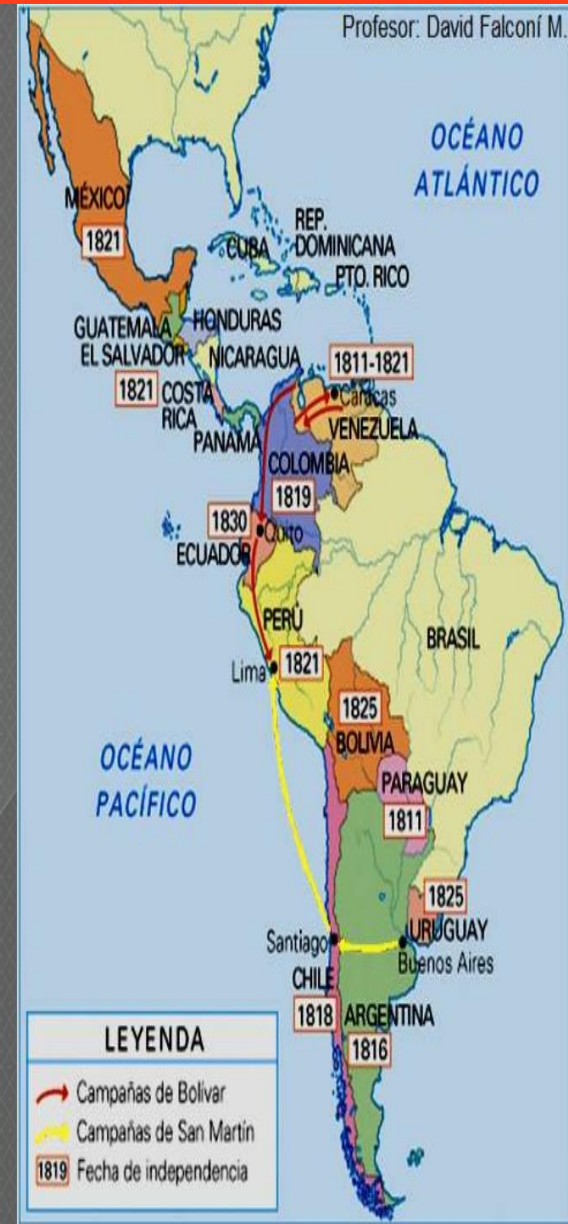 Profesor: David Falconí M.
OCÉANO
ATLÁNTICO
MÉXICO
1821
CUBA
REP.
DOMINICANA
PTO. RICO
GUATEMALA
HONDURAS
EL SALVADOR
NICARAGUA
1821
COSTA
RICA
PANAMÁ
1811-1821
Caracas
VENEZUELA
COLOMBIA
1819
1830
Quito
ECUADOR
PERÚ
BRASIL
Lima
1821
1825
BOLIVIA
OCÉANO
PACÍFICO
PARAGUAY
1811
1825
URUGUAY
Santiago
Buenos Aires
CHILE
1818
ARGENTINA
1816
LEYENDA
Campañas de Bolívar
Campañas de San Martín
1819 Fecha de independencia